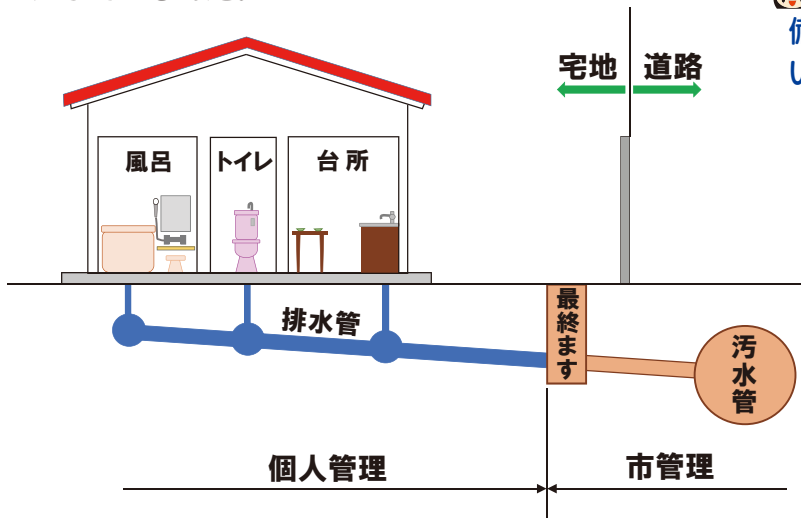 宅地 道路
風呂 トイレ 台所
排水管
最終ます
汚水管
個人管理 市管理